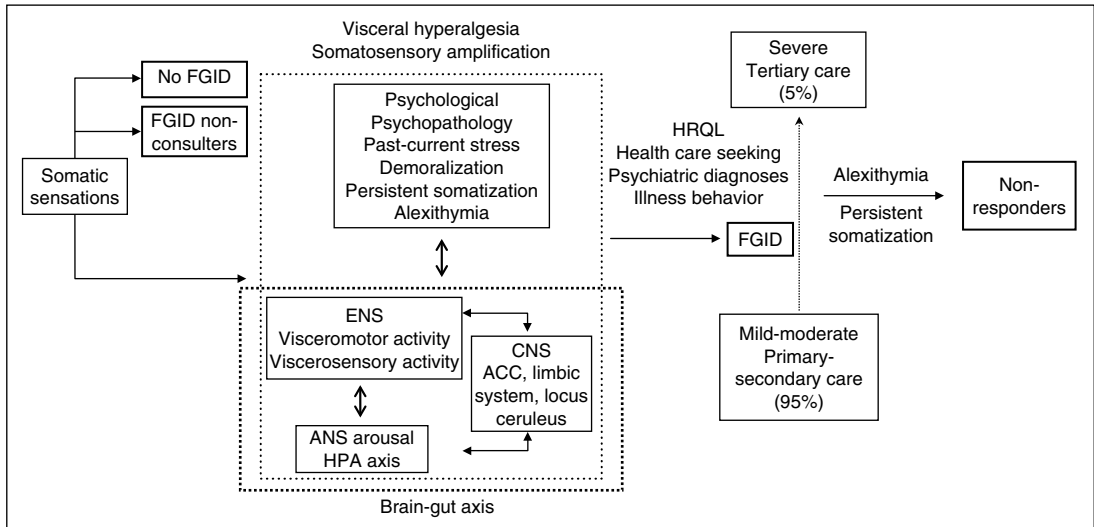 Visceral hyperalgesia
Somatosensory amplification
No FGID
FGID non-
consulters
Somatic
sensations
Psychological
Psychopathology
Past-current stress
Demoralization
Persistent somatization
Alexithymia
ENS
Visceromotor activity
Viscerosensory activity
CNS
ACC, limbic
system, locus
ceruleus
ANS arousal
HPA axis
Brain-gut axis
HRQL
Health care seeking
Psychiatric diagnoses
Illness behavior
FGID
Severe
Tertiary care
(5%)
Mild-moderate
Primary-
secondary care
(95%)
Alexithymia
Persistent
somatization
Non-
responders